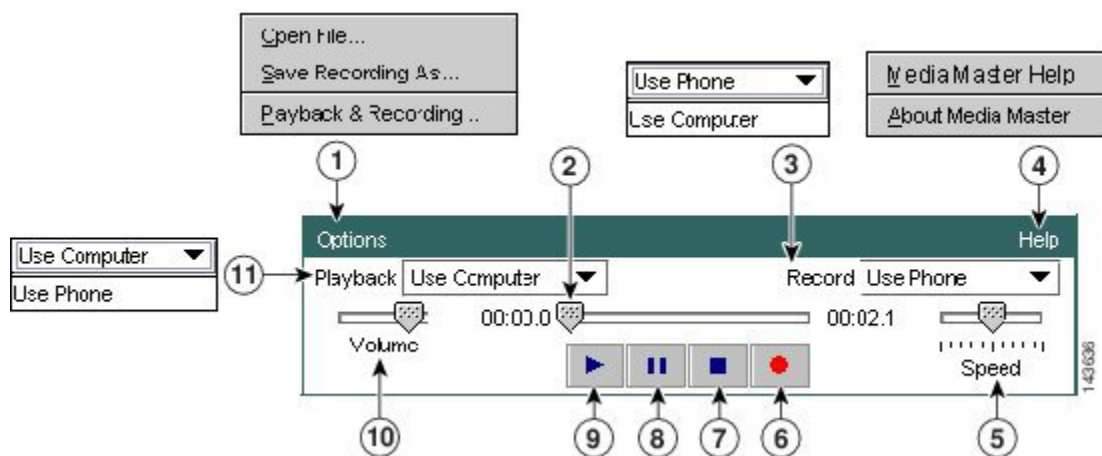 Open File...
Save Recording As...
Playback & Recording..
Use Phone
Use Computer
Media Master Help
About Media Master
1
2
3
4
Use Computer
Use Phone
11
Options
Help
Playback
Use Computer
Record
Use Phone
00:00.0
00:02.1
Volume
Speed
10
9
8
7
6
5
143636